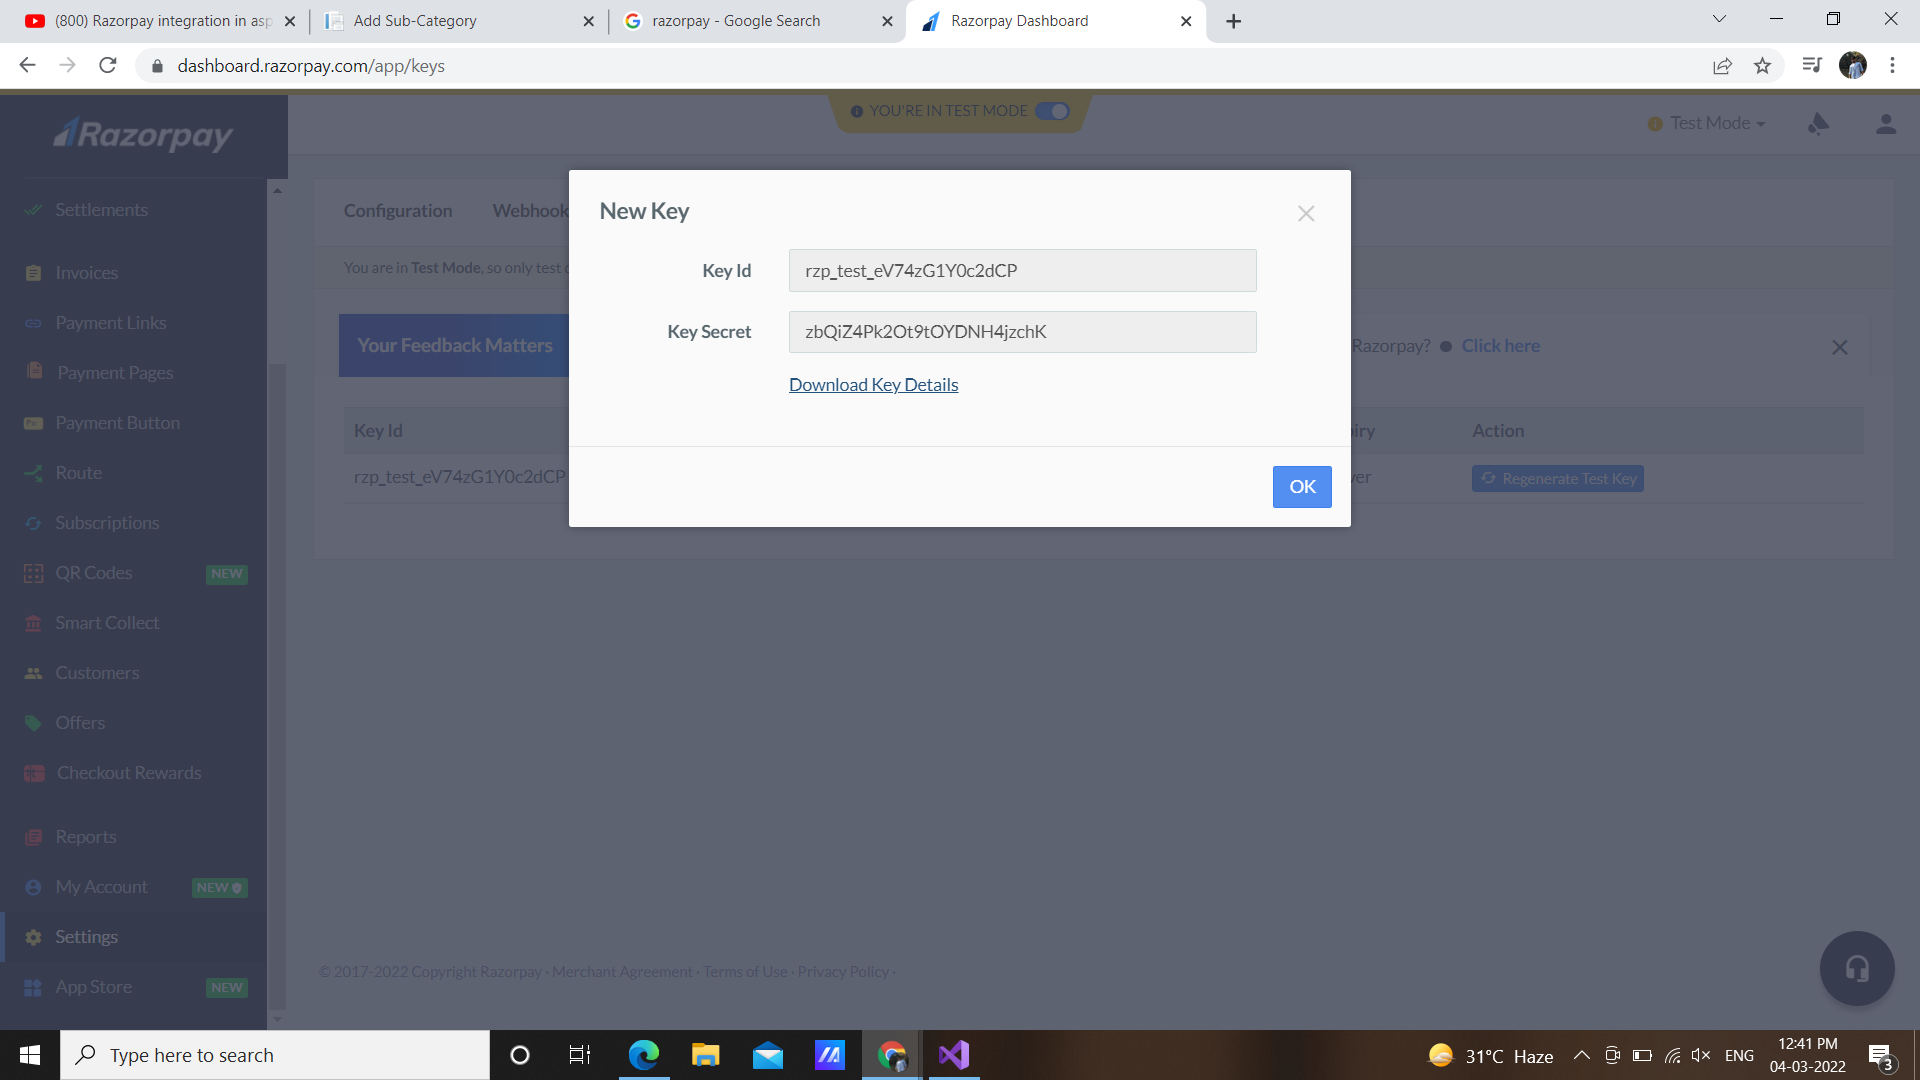 (800) Razorpay integration in asp
Add Sub-Category
razorpay - Google Search
Razorpay Dashboard
dashboard.razorpay.com/app/keys
YOU'RE IN TEST MODE
Razorpay
Test Mode
Settlements
Invoices
Payment Links
Payment Pages
Payment Button
Route
Subscriptions
QR Codes NEW
Smart Collect
Customers
Offers
Checkout Rewards
Reports
My Account NEW
Settings
App Store NEW
Configuration Webhook
You are in Test Mode, so only test
Your Feedback Matters
Razorpay? Click here
Key Id
Action
rzp_test_eV74zG1Y0c2dCP
Regenerate Test Key
New Key
Key Id rzp_test_eV74zG1Y0c2dCP
Key Secret zbQiZ4Pk2Ot9tOYDNH4jzchK
Download Key Details
OK
© 2017-2022 Copyright Razorpay · Merchant Agreement · Terms of Use · Privacy Policy ·
Type here to search
31°C Haze
ENG
12:41 PM
04-03-2022
3